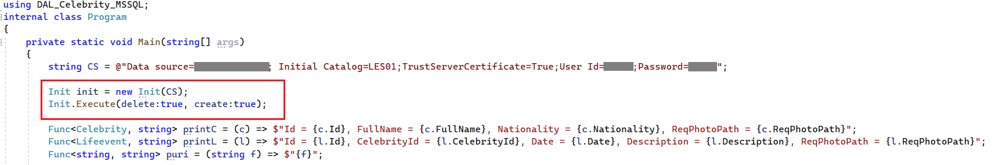 using DAL_Celebrity_MSSQL;
internal class Program
{
private static void Main(string[] args)
{
string CS = @"Data source=; Initial Catalog=LES01;TrustServerCertificate=True;User Id=;Password=";
Init init = new Init(CS);
Init.Execute(delete:true, create:true);
Func<Celebrity, string> printC = (c) => $"Id = {c.Id}, FullName = {c.FullName}, Nationality = {c.Nationality}, ReqPhotoPath = {c.ReqPhotoPath}";
Func<Lifeevent, string> printL = (l) => $"Id = {l.Id}, CelebrityId = {l.CelebrityId}, Date = {l.Date}, Description = {l.Description}, ReqPhotoPath = {l.ReqPhotoPath}";
Func<string, string> puri = (string f) => $"{f}";